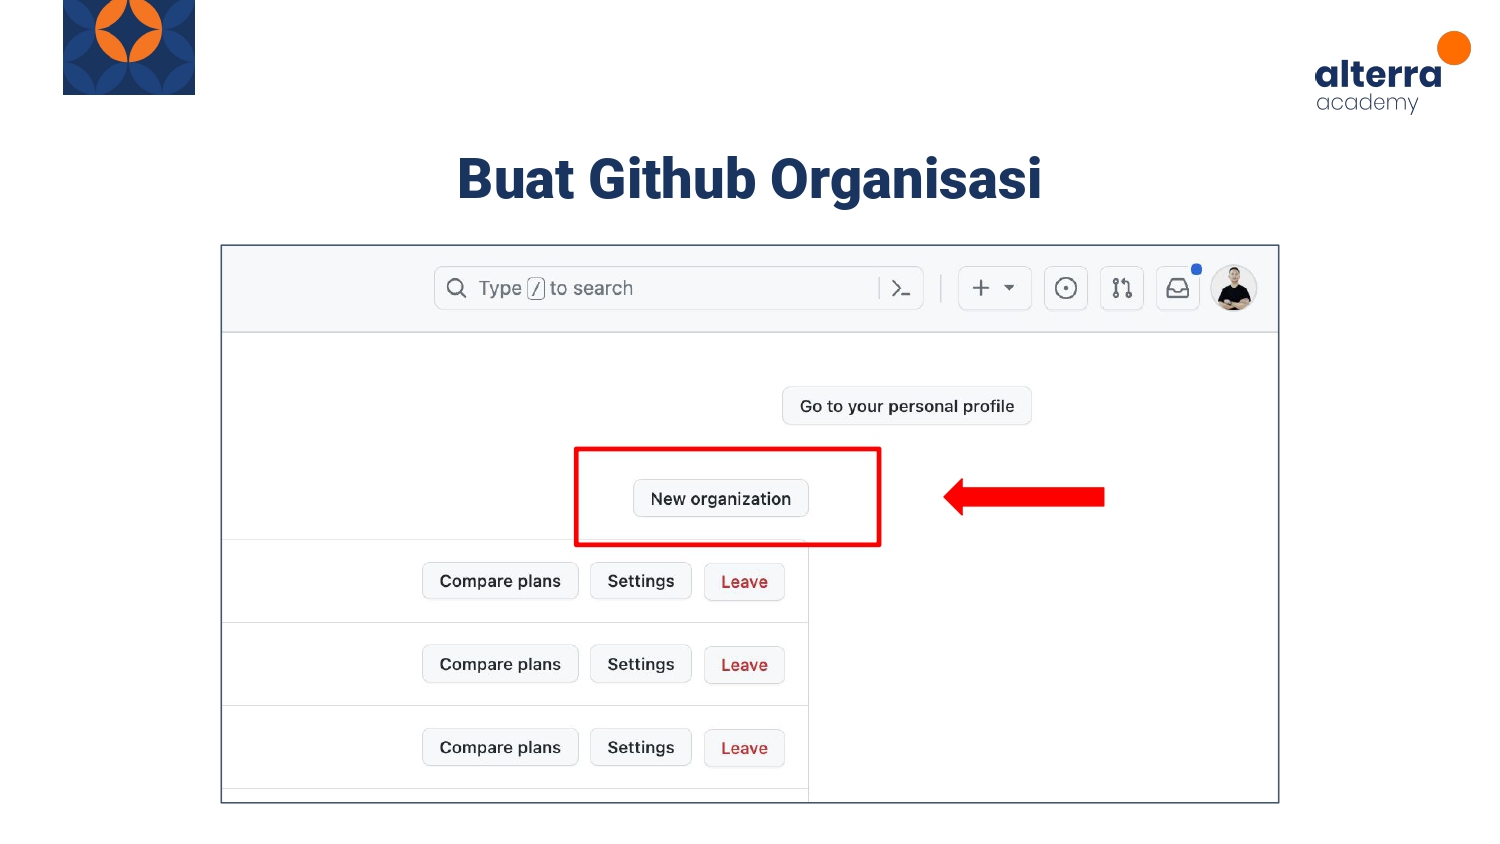 alterra
academy
Buat Github Organisasi
Type / to search
Go to your personal profile
New organization
Compare plans Settings Leave
Compare plans Settings Leave
Compare plans Settings Leave